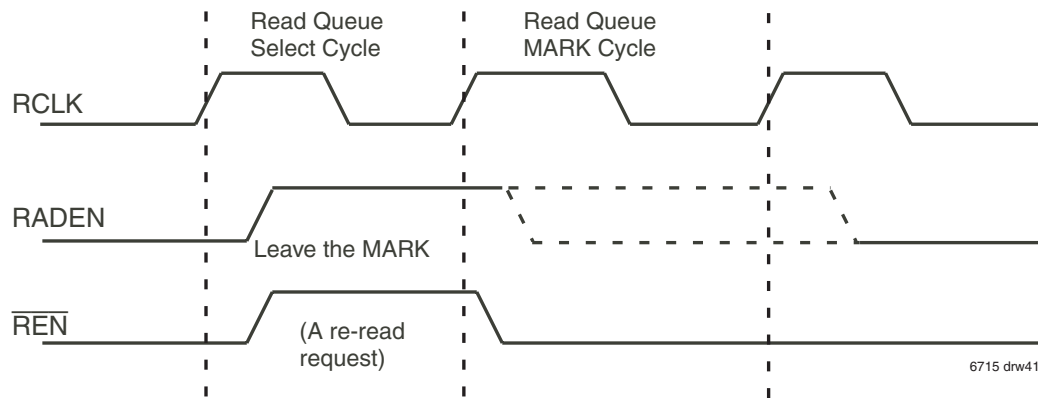 Read Queue
Select Cycle
Read Queue
MARK Cycle
RCLK
RADEN
Leave the MARK
REN
(A re-read
request)
6715 drw41